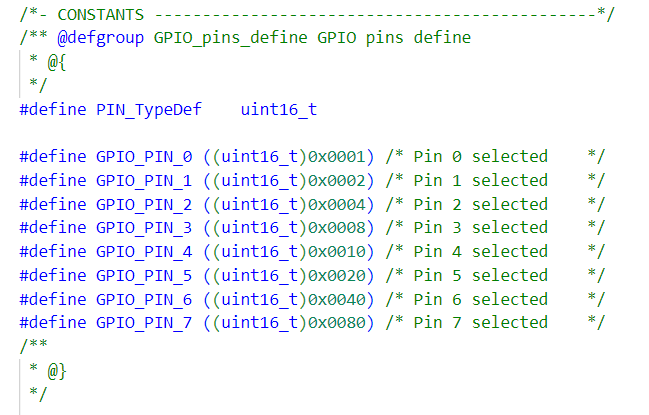 /*- CONSTANTS ----------------------------------------------*/
/** @defgroup GPIO_pins_define GPIO pins define
 * @{
 */
#define PIN_TypeDef    uint16_t

#define GPIO_PIN_0 ((uint16_t)0x0001) /* Pin 0 selected    */
#define GPIO_PIN_1 ((uint16_t)0x0002) /* Pin 1 selected    */
#define GPIO_PIN_2 ((uint16_t)0x0004) /* Pin 2 selected    */
#define GPIO_PIN_3 ((uint16_t)0x0008) /* Pin 3 selected    */
#define GPIO_PIN_4 ((uint16_t)0x0010) /* Pin 4 selected    */
#define GPIO_PIN_5 ((uint16_t)0x0020) /* Pin 5 selected    */
#define GPIO_PIN_6 ((uint16_t)0x0040) /* Pin 6 selected    */
#define GPIO_PIN_7 ((uint16_t)0x0080) /* Pin 7 selected    */
/**
 * @}
 */